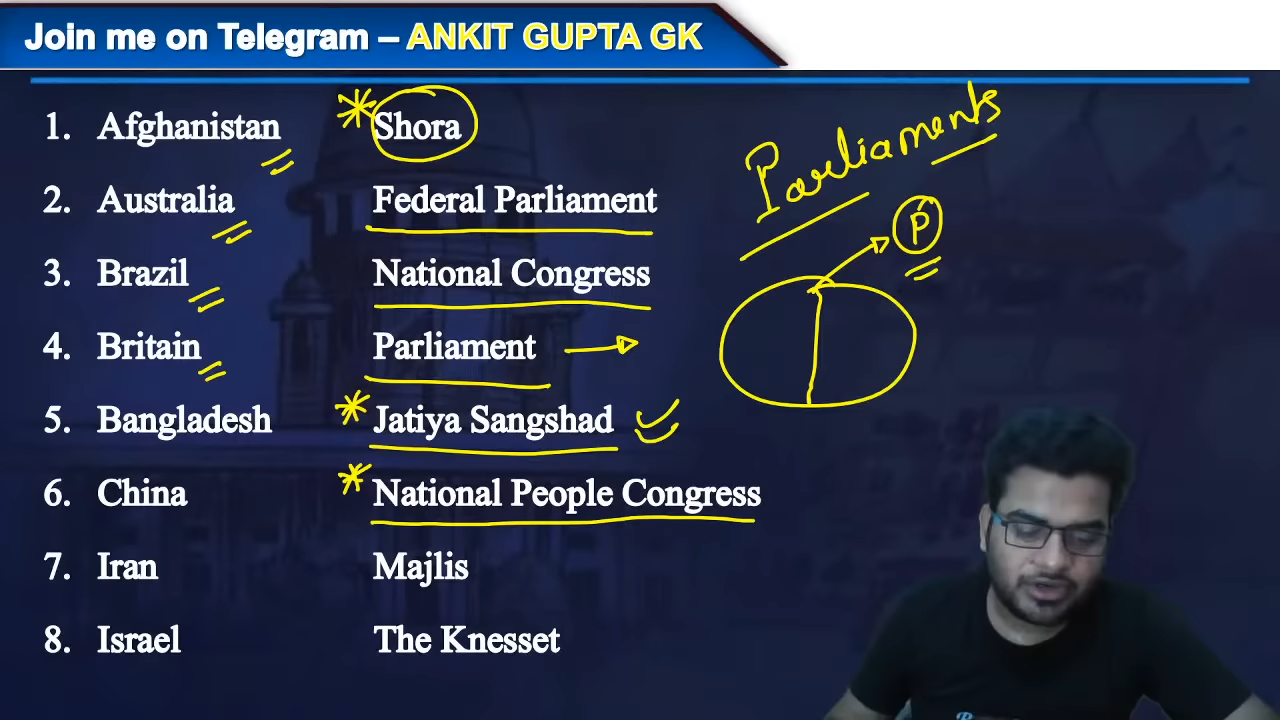 Join me on Telegram – ANKIT GUPTA GK
1. Afghanistan * Shora
2. Australia Federal Parliament
3. Brazil National Congress
4. Britain Parliament
5. Bangladesh * Jatiya Sangshad
6. China * National People Congress
7. Iran Majlis
8. Israel The Knesset
Parliaments
P